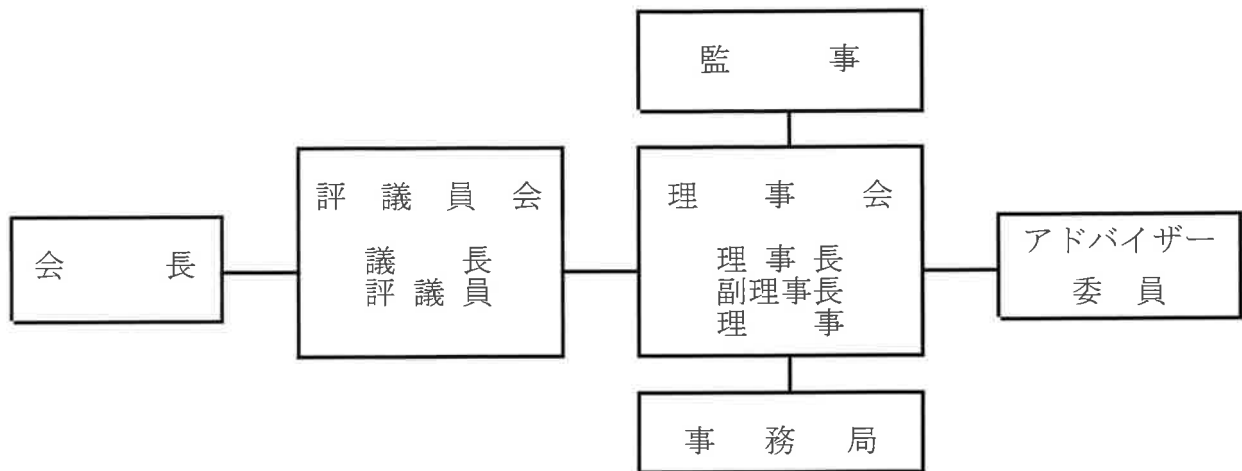 監 事
評 議 員 会
議 長
評 議 員
理 事 会
理 事 長
副理事長
理 事
会 長
アドバイザー
委 員
事 務 局